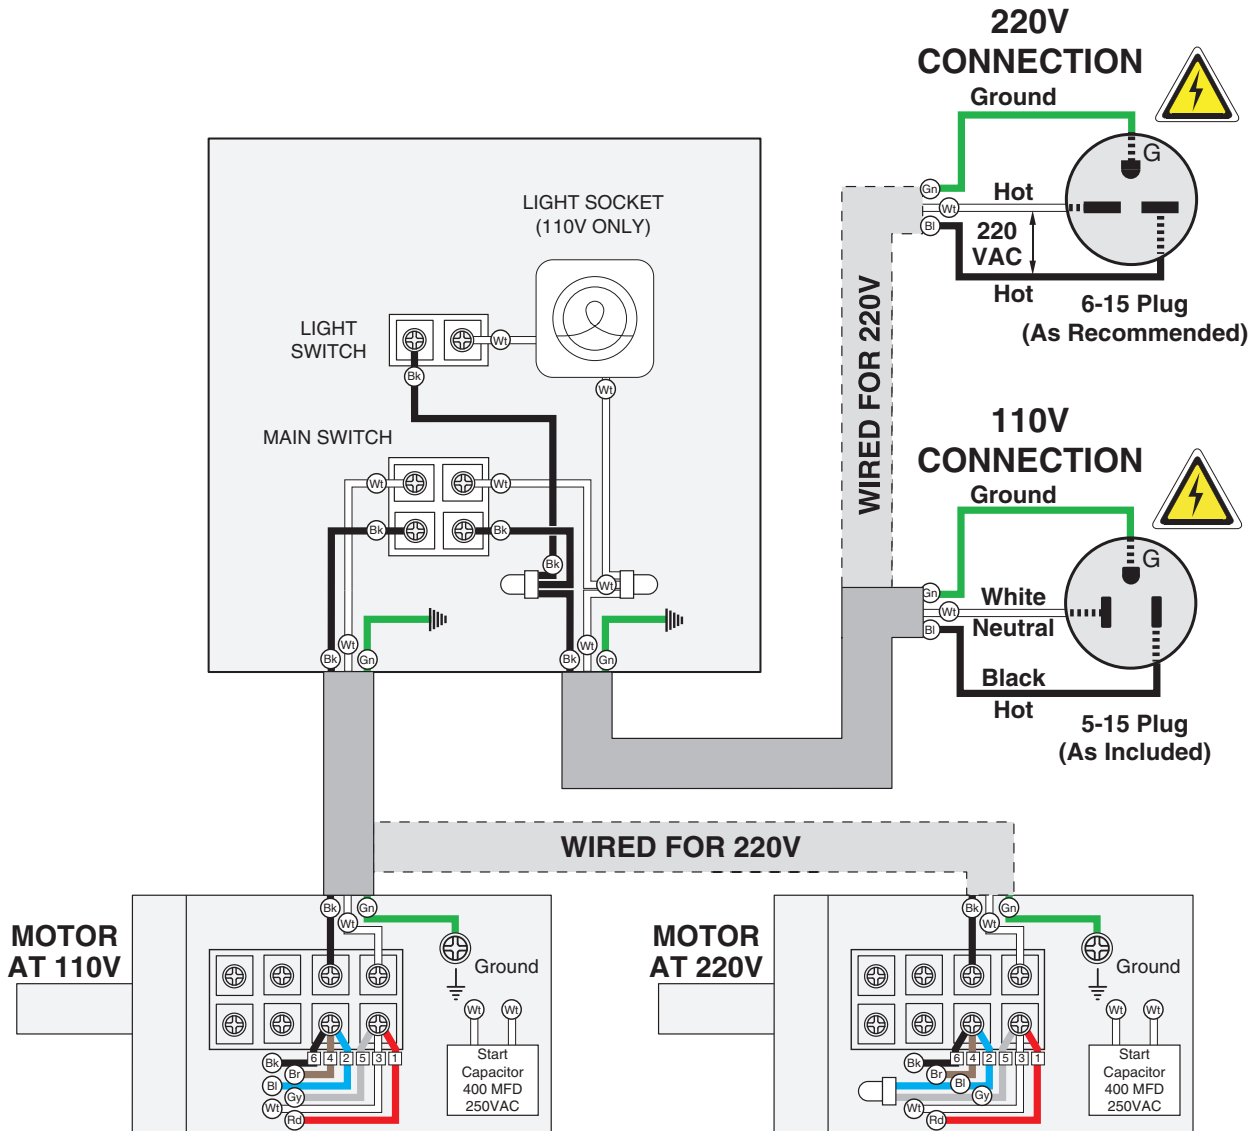 220V
CONNECTION
Ground
G
Gn
Hot
Wt
Bl
220
VAC
Hot
6-15 Plug
(As Recommended)
WIRED FOR 220V
LIGHT SOCKET
(110V ONLY)
LIGHT
SWITCH
Wt
Bk
Wt
MAIN SWITCH
Wt
Wt
Bk
Bk
Bk
Wt
Wt
Bk
Gn
Wt
Bk
Gn
110V
CONNECTION
Ground
G
Gn
White
Wt
Neutral
Bl
Black
Hot
5-15 Plug
(As Included)
WIRED FOR 220V
MOTOR
AT 110V
Bk
Gn
Wt
Ground
Wt
Wt
6 4 2 5 3 1
Bk
Br
Bl
Gy
Wt
Rd
Start
Capacitor
400 MFD
250VAC
MOTOR
AT 220V
Bk
Gn
Wt
Ground
Wt
Wt
6 4 2 5 3 1
Bk
Br
Bl
Gy
Wt
Rd
Start
Capacitor
400 MFD
250VAC